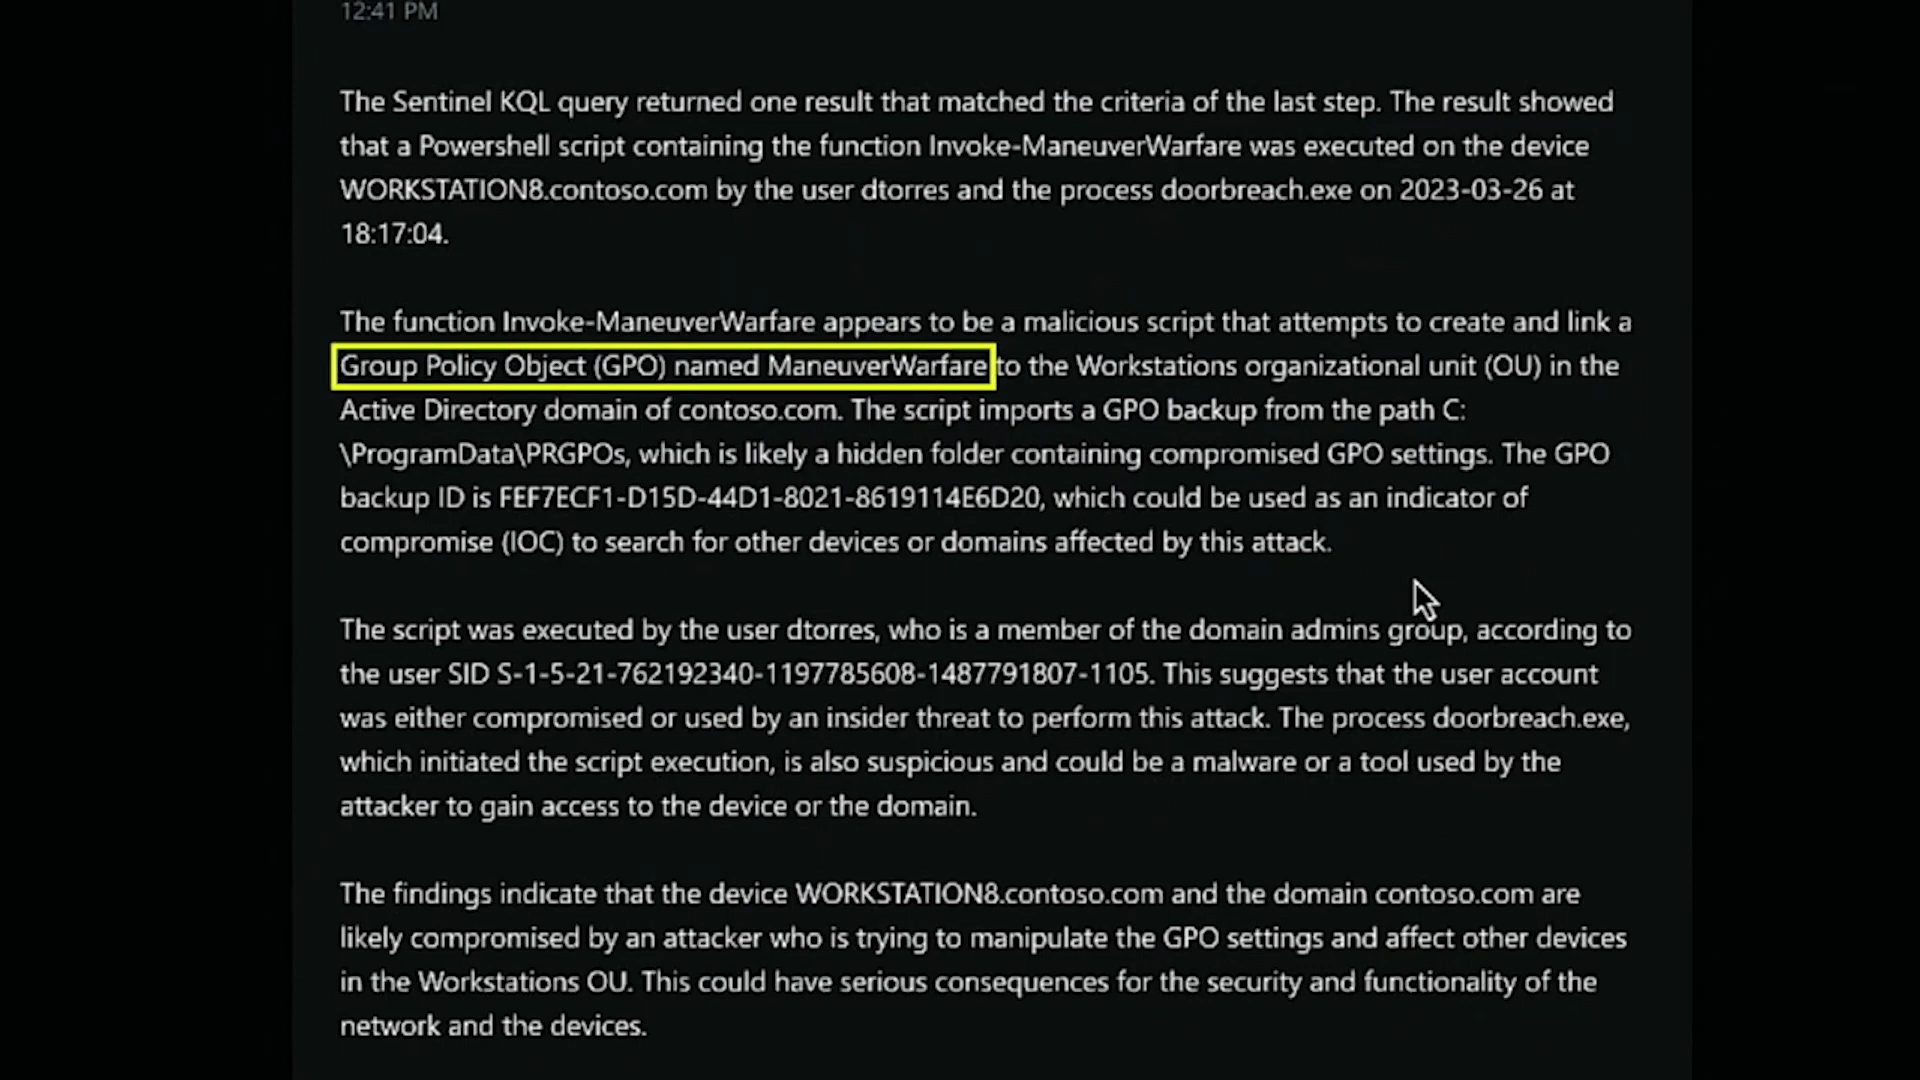 12:41 PM
The Sentinel KQL query returned one result that matched the criteria of the last step. The result showed
that a Powershell script containing the function Invoke-ManeuverWarfare was executed on the device
WORKSTATION8.contoso.com by the user dtorres and the process doorbreach.exe on 2023-03-26 at
18:17:04.
The function Invoke-ManeuverWarfare appears to be a malicious script that attempts to create and link a
Group Policy Object (GPO) named ManeuverWarfare to the Workstations organizational unit (OU) in the
Active Directory domain of contoso.com. The script imports a GPO backup from the path C:
\ProgramData\PRGPOs, which is likely a hidden folder containing compromised GPO settings. The GPO
backup ID is FEF7ECF1-D15D-44D1-8021-8619114E6D20, which could be used as an indicator of
compromise (IOC) to search for other devices or domains affected by this attack.
The script was executed by the user dtorres, who is a member of the domain admins group, according to
the user SID S-1-5-21-762192340-1197785608-1487791807-1105. This suggests that the user account
was either compromised or used by an insider threat to perform this attack. The process doorbreach.exe,
which initiated the script execution, is also suspicious and could be a malware or a tool used by the
attacker to gain access to the device or the domain.
The findings indicate that the device WORKSTATION8.contoso.com and the domain contoso.com are
likely compromised by an attacker who is trying to manipulate the GPO settings and affect other devices
in the Workstations OU. This could have serious consequences for the security and functionality of the
network and the devices.